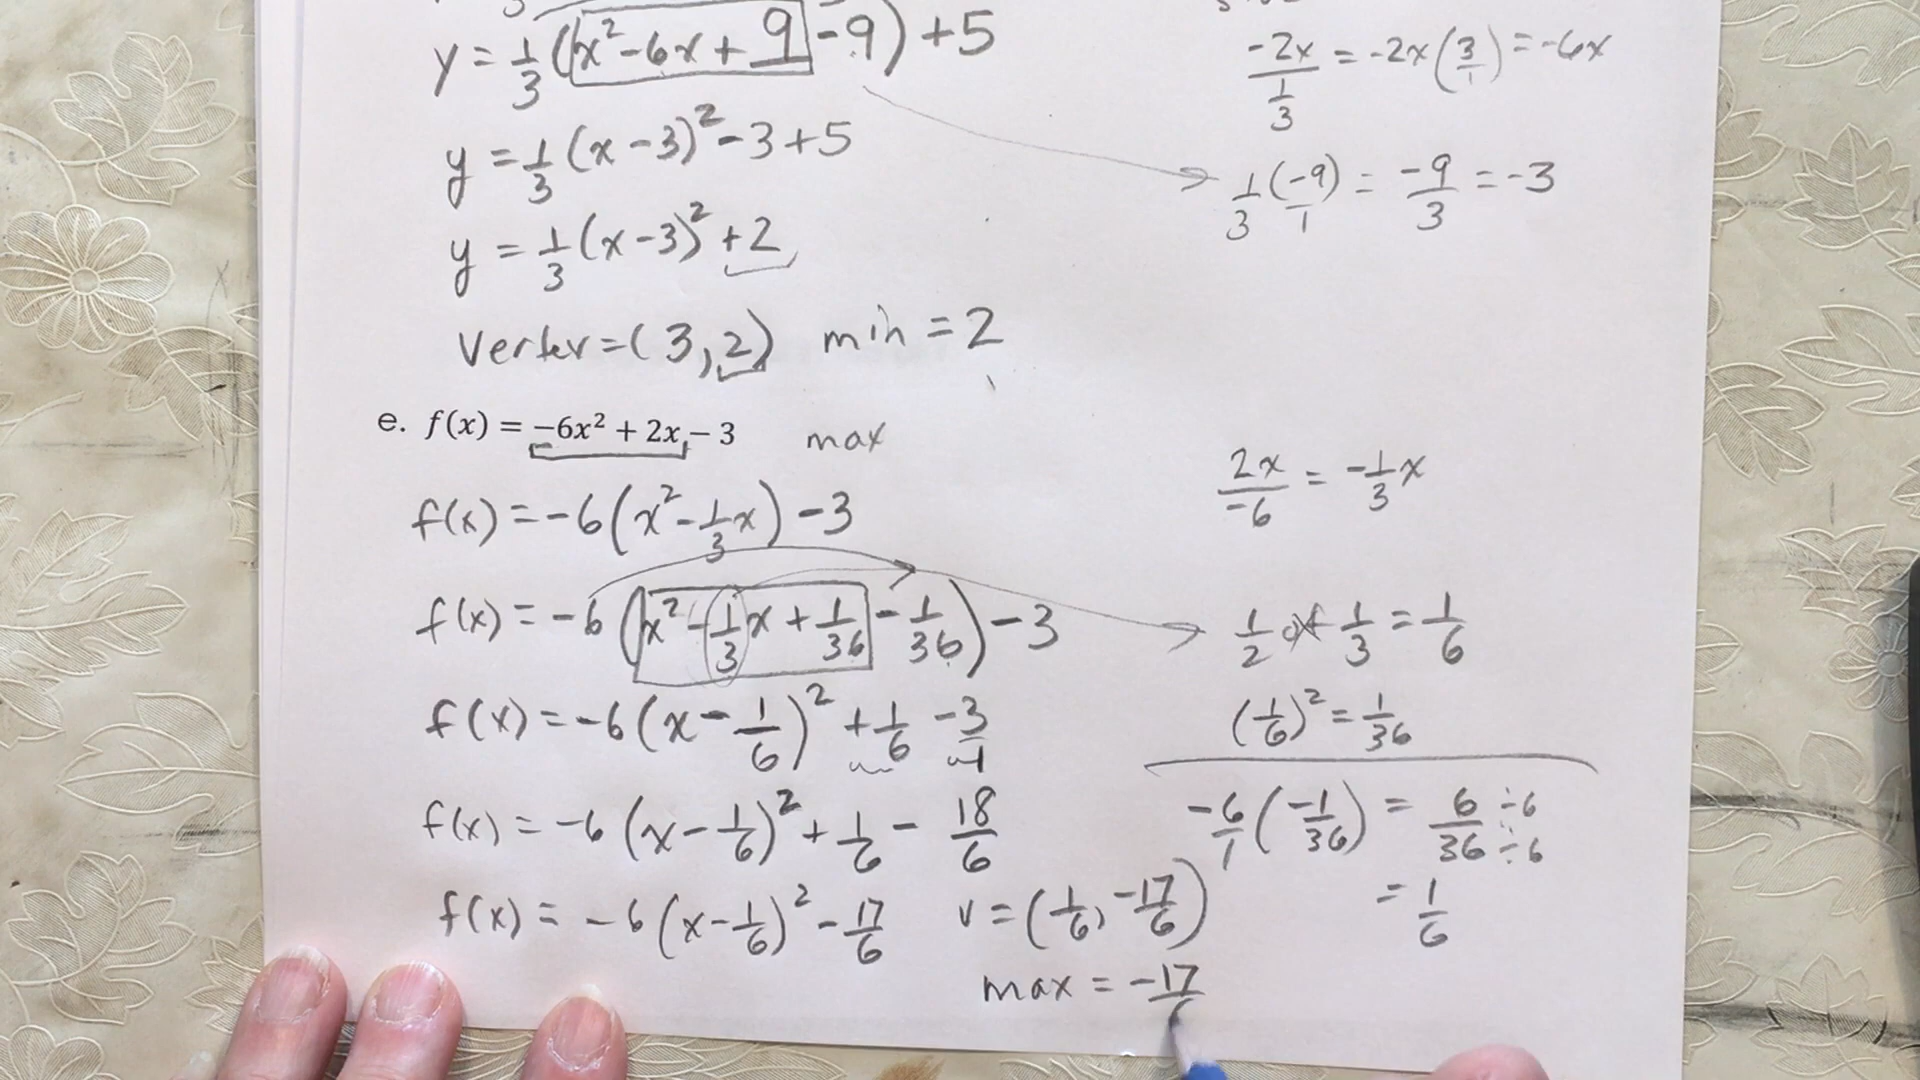 y = 1/3 (x² - 6x + 9 - 9) + 5
y = 1/3 (x - 3)² - 3 + 5
y = 1/3 (x - 3)² + 2
Vertex = (3, 2) min = 2
-2x / (1/3) = -2x (3/1) = -6x
1/3 (-9/1) = -9/3 = -3
e. f(x) = -6x² + 2x - 3 max
f(x) = -6 (x² - 1/3 x) - 3
f(x) = -6 (x² - 1/3 x + 1/36 - 1/36) - 3
f(x) = -6 (x - 1/6)² + 1/6 - 3/1
f(x) = -6 (x - 1/6)² + 1/6 - 18/6
f(x) = -6 (x - 1/6)² - 17/6 v = (1/6, -17/6)
max = -17/
2x/-6 = -1/3 x
1/2 of 1/3 = 1/6
(1/6)² = 1/36
-6/1 (-1/36) = 6/36 ÷6 ÷6
= 1/6